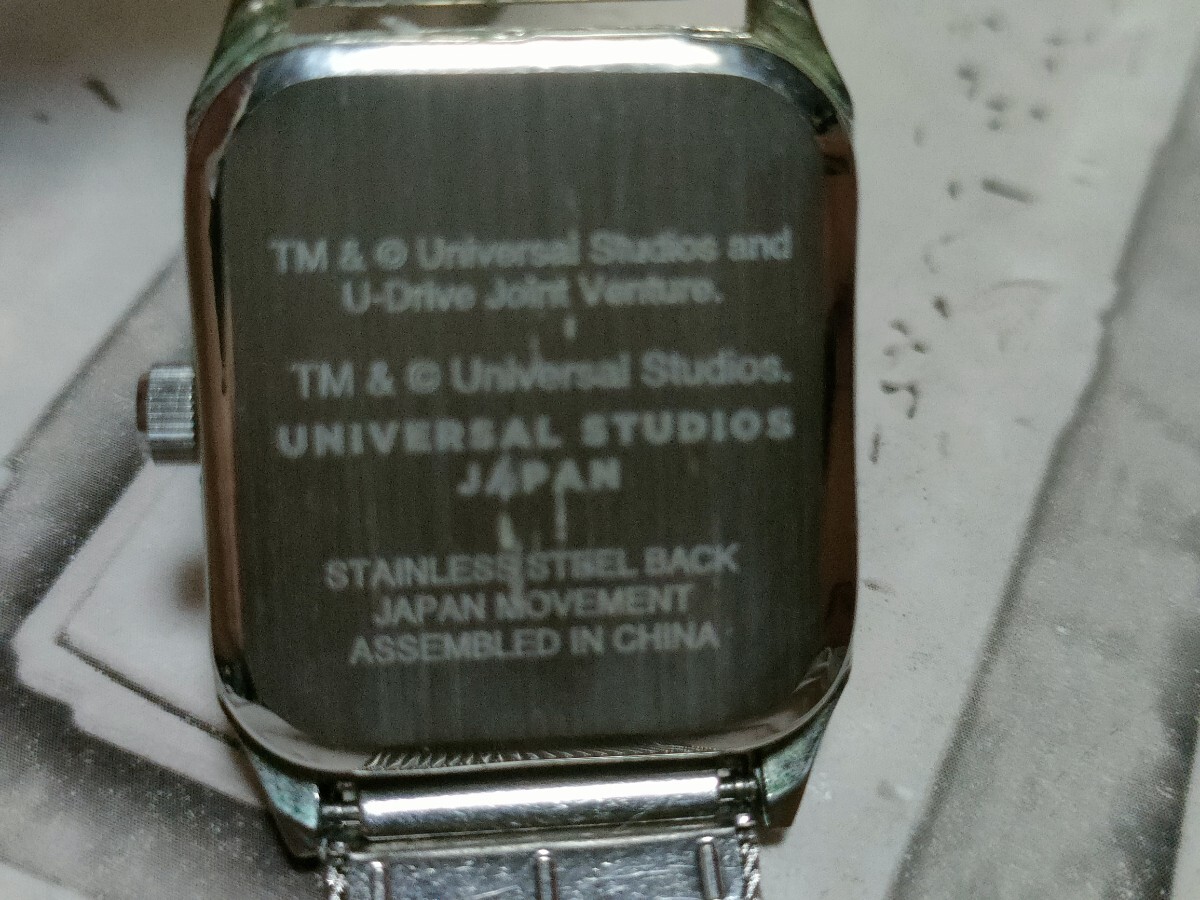 TM & © Universal Studios and
U-Drive Joint Venture.
TM & © Universal Studios.
UNIVERSAL STUDIOS
JAPAN
STAINLESS STEEL BACK
JAPAN MOVEMENT
ASSEMBLED IN CHINA